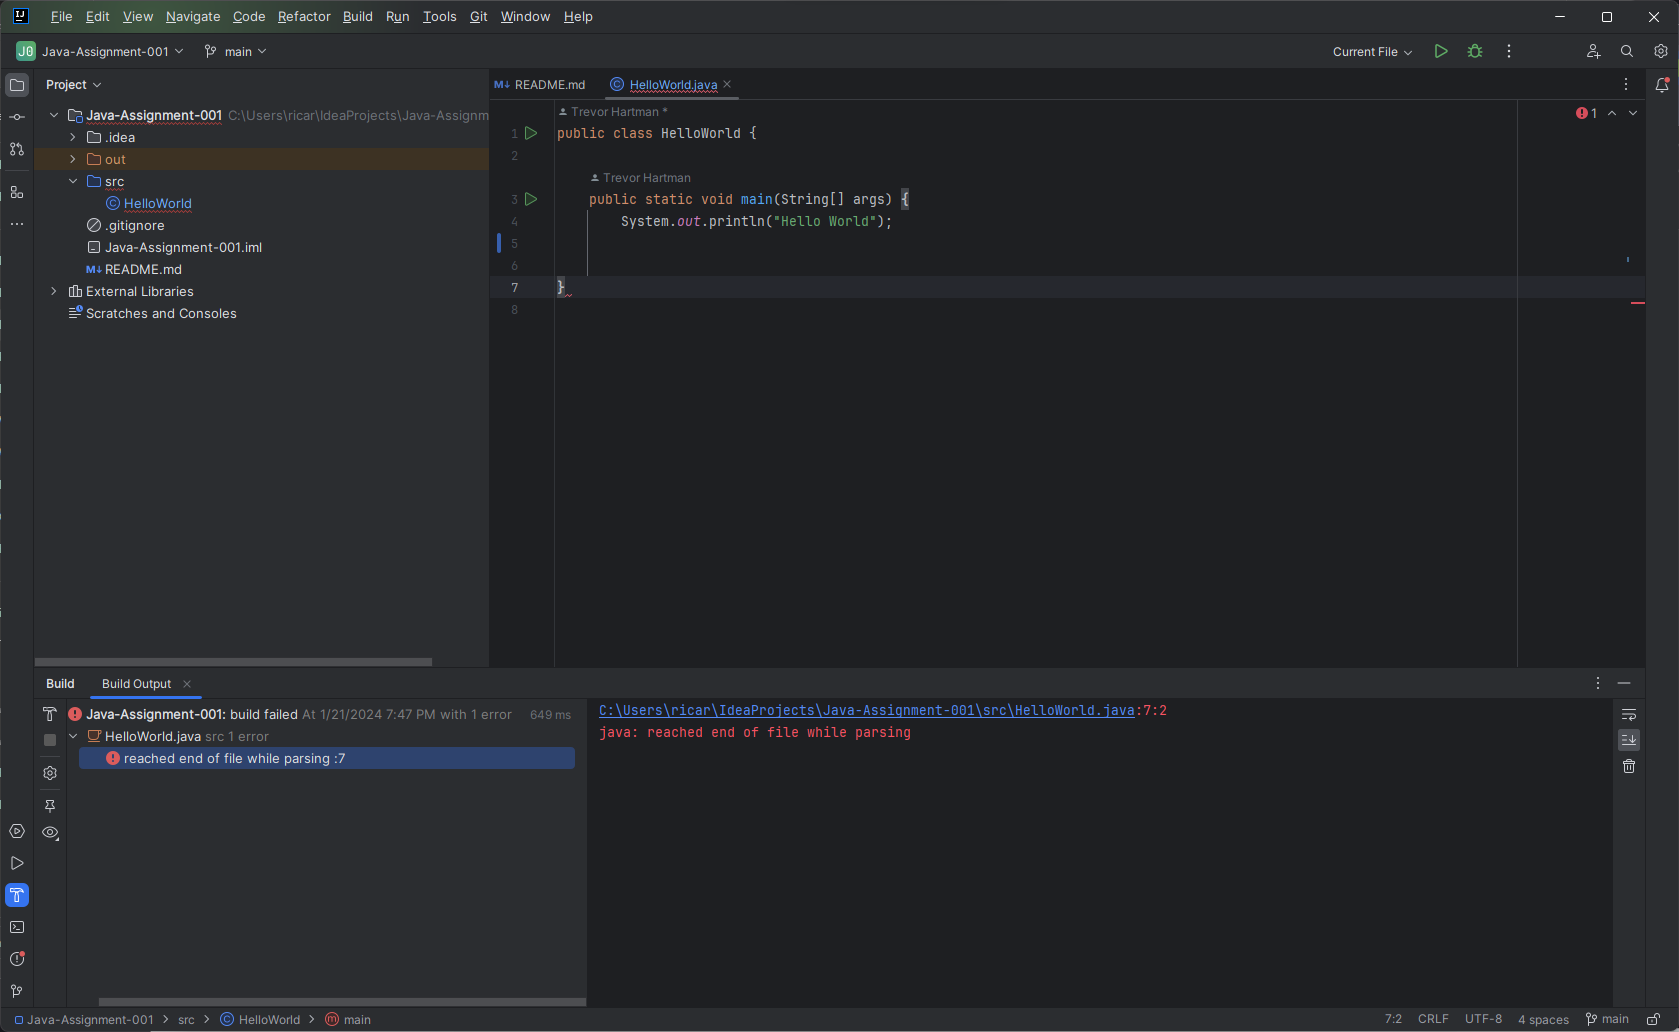 File Edit View Navigate Code Refactor Build Run Tools Git Window Help
J0 Java-Assignment-001 main Current File
Project
Java-Assignment-001 C:\Users\ricar\IdeaProjects\Java-Assignm
.idea
out
src
HelloWorld
.gitignore
Java-Assignment-001.iml
README.md
External Libraries
Scratches and Consoles
README.md HelloWorld.java
Trevor Hartman *
1
1 public class HelloWorld {
2
Trevor Hartman
3 public static void main(String[] args) {
4 System.out.println("Hello World");
5
6
7 }
8
Build Build Output
Java-Assignment-001: build failed At 1/21/2024 7:47 PM with 1 error 649 ms
HelloWorld.java src 1 error
reached end of file while parsing :7
C:\Users\ricar\IdeaProjects\Java-Assignment-001\src\HelloWorld.java:7:2
java: reached end of file while parsing
Java-Assignment-001 > src > HelloWorld > main
7:2 CRLF UTF-8 4 spaces main